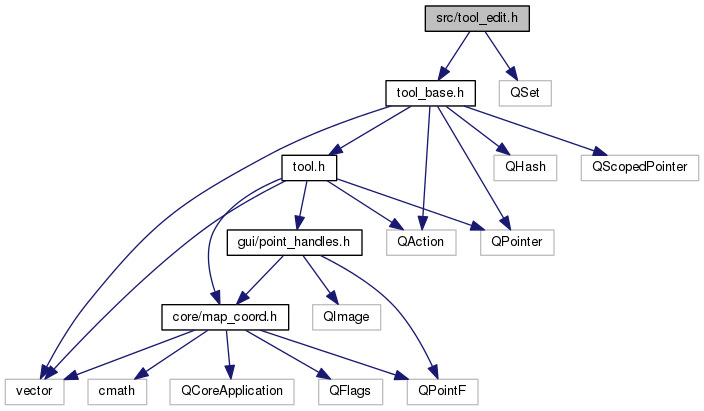 src/tool_edit.h
tool_base.h
QSet
tool.h
QHash
QScopedPointer
gui/point_handles.h
QAction
QPointer
core/map_coord.h
QImage
vector
cmath
QCoreApplication
QFlags
QPointF